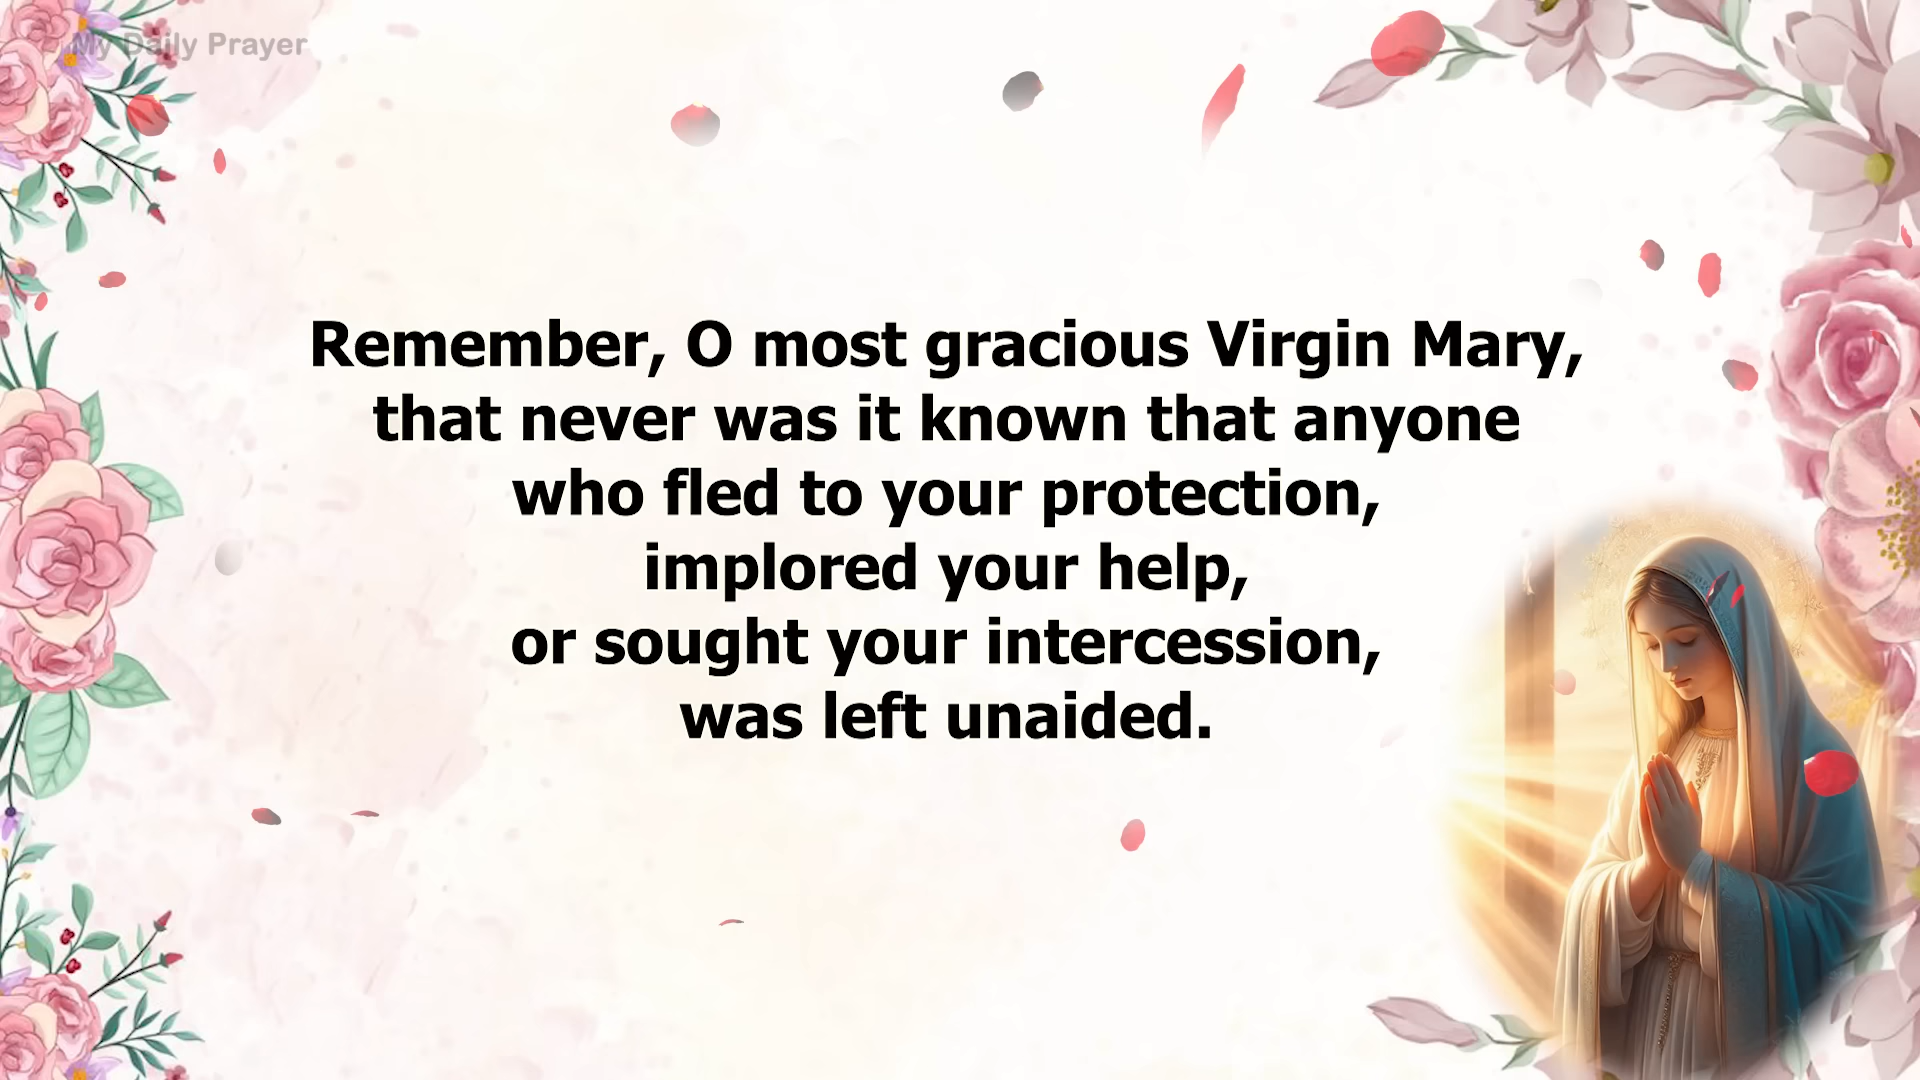 My Daily Prayer
Remember, O most gracious Virgin Mary,
that never was it known that anyone
who fled to your protection,
implored your help,
or sought your intercession,
was left unaided.